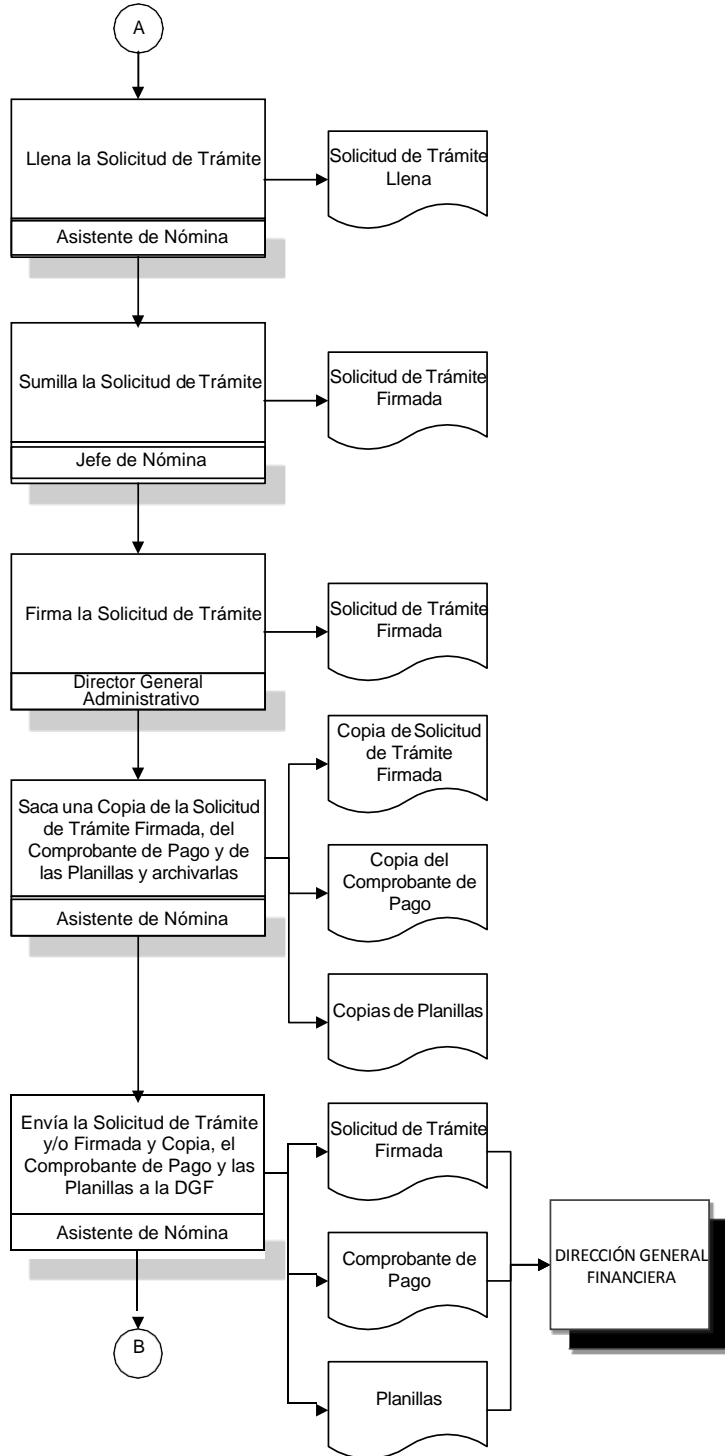 A
Llena la Solicitud de Trámite
Asistente de Nómina
Solicitud de Trámite
Llena
Sumilla la Solicitud de Trámite
Jefe de Nómina
Solicitud de Trámite
Firmada
Firma la Solicitud de Trámite
Director General
Administrativo
Solicitud de Trámite
Firmada
Saca una Copia de la Solicitud
de Trámite Firmada, del
Comprobante de Pago y de
las Planillas y archivarlas
Asistente de Nómina
Copia de Solicitud
de Trámite
Firmada
Copia del
Comprobante de
Pago
Copias de Planillas
Envía la Solicitud de Trámite
y/o Firmada y Copia, el
Comprobante de Pago y las
Planillas a la DGF
Asistente de Nómina
Solicitud de Trámite
Firmada
Comprobante de
Pago
Planillas
DIRECCIÓN GENERAL
FINANCIERA
B